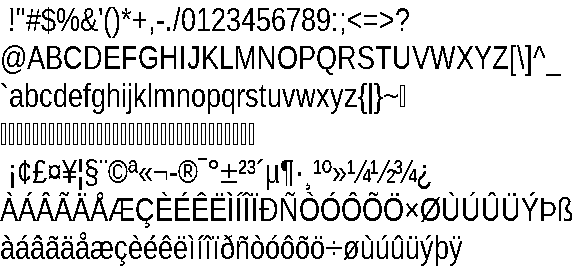 !"#$%&'()*+,-./0123456789:;<=>?
@ABCDEFGHIJKLMNOPQRSTUVWXYZ[\]^_
`abcdefghijklmnopqrstuvwxyz{|}~
¡¢£¤¥¦§¨©ª«¬-®¯°±²³´µ¶·¸¹º»¼½¾¿
ÀÁÂÃÄÅÆÇÈÉÊËÌÍÎÏÐÑÒÓÔÕÖ×ØÙÚÛÜÝÞß
àáâãäåæçèéêëìíîïðñòóôõö÷øùúûüýþÿ